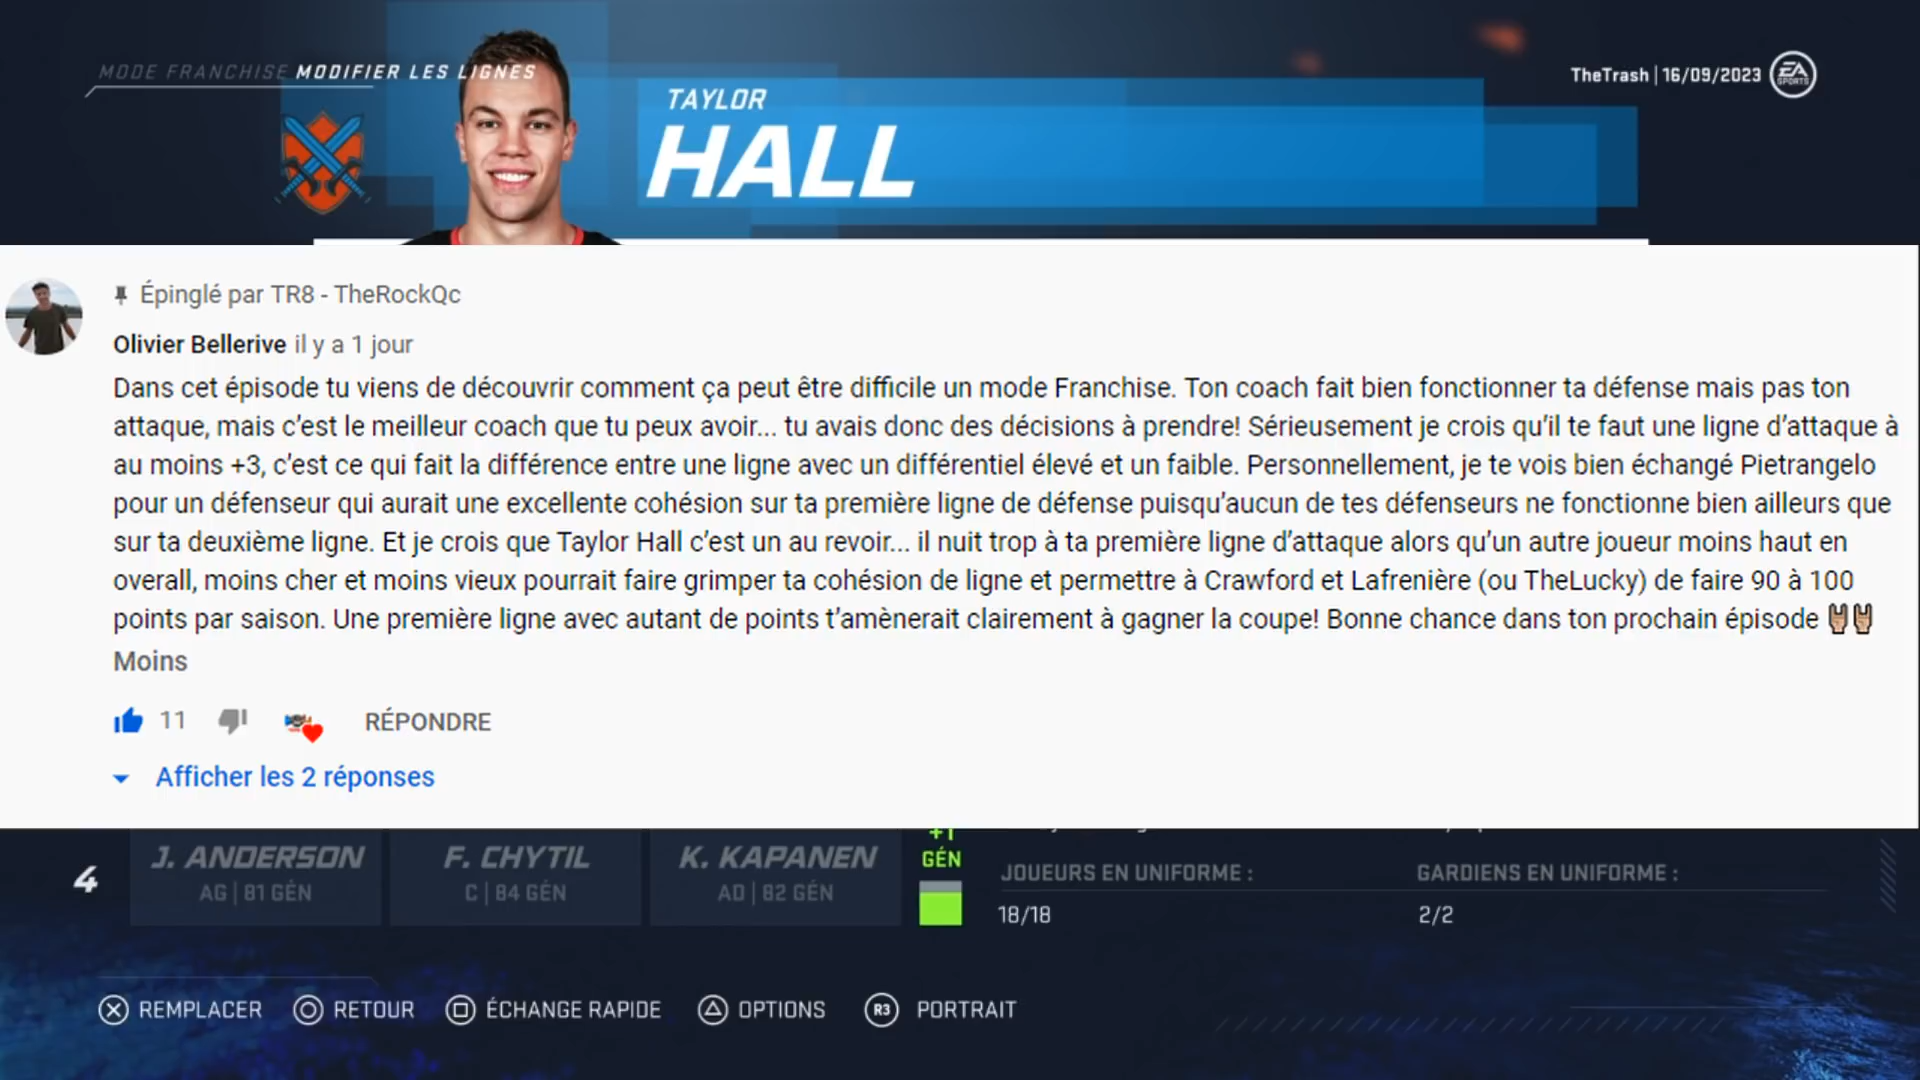 MODE FRANCHISE MODIFIER LES LIGNES
TheTrash | 16/09/2023
EA
SPORTS
TAYLOR
HALL
Épinglé par TR8 - TheRockQc
Olivier Bellerive il y a 1 jour
Dans cet épisode tu viens de découvrir comment ça peut être difficile un mode Franchise. Ton coach fait bien fonctionner ta défense mais pas ton
attaque, mais c’est le meilleur coach que tu peux avoir... tu avais donc des décisions à prendre! Sérieusement je crois qu’il te faut une ligne d’attaque à
au moins +3, c’est ce qui fait la différence entre une ligne avec un différentiel élevé et un faible. Personnellement, je te vois bien échangé Pietrangelo
pour un défenseur qui aurait une excellente cohésion sur ta première ligne de défense puisqu’aucun de tes défenseurs ne fonctionne bien ailleurs que
sur ta deuxième ligne. Et je crois que Taylor Hall c’est un au revoir... il nuit trop à ta première ligne d’attaque alors qu’un autre joueur moins haut en
overall, moins cher et moins vieux pourrait faire grimper ta cohésion de ligne et permettre à Crawford et Lafrenière (ou TheLucky) de faire 90 à 100
points par saison. Une première ligne avec autant de points t’amènerait clairement à gagner la coupe! Bonne chance dans ton prochain épisode 🤘🏼🤘🏼
Moins
11 RÉPONDRE
Afficher les 2 réponses
4
J. ANDERSON
AG | 81 GÉN
F. CHYTIL
C | 84 GÉN
K. KAPANEN
AD | 82 GÉN
+1
GÉN
JOUEURS EN UNIFORME :
18/18
GARDIENS EN UNIFORME :
2/2
REMPLACER RETOUR ÉCHANGE RAPIDE OPTIONS R3 PORTRAIT